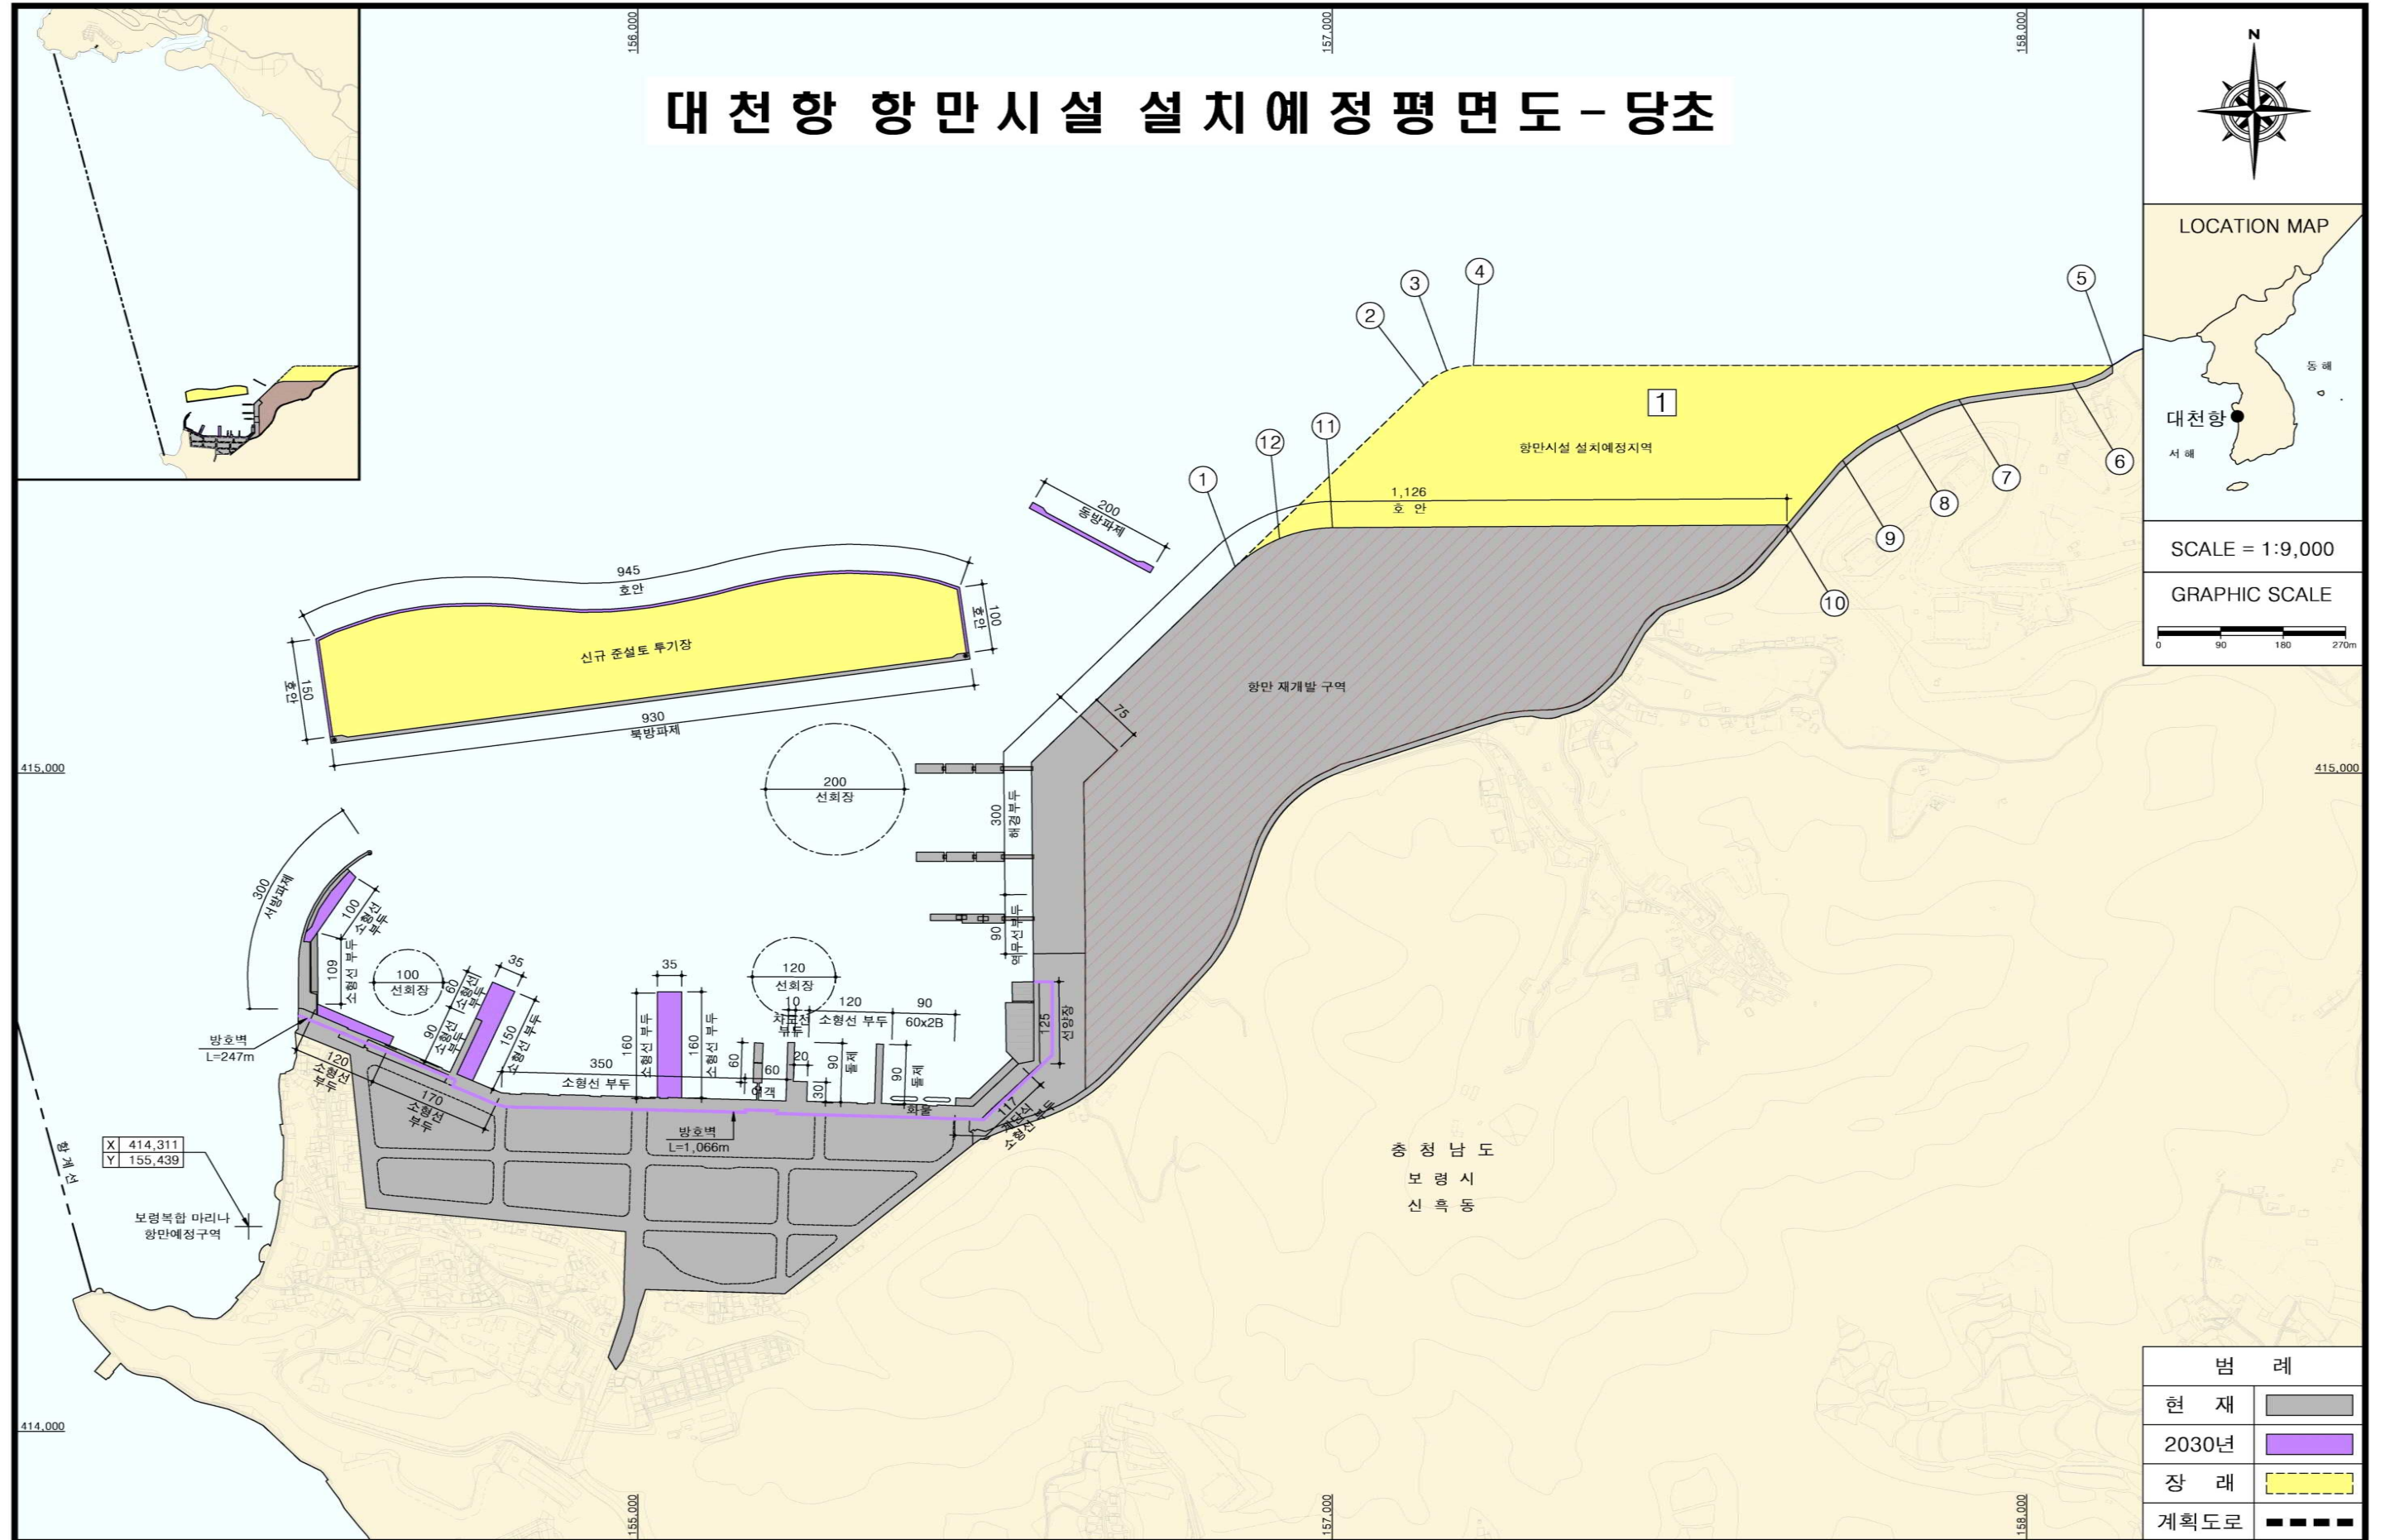 156,000
157,000
158,000
대천항 항만시설 설치예정평면도 - 당초
N
LOCATION MAP
동 해
대천항
서 해
SCALE = 1:9,000
GRAPHIC SCALE
0 90 180 270m
①
②
③
④
⑤
⑥
⑦
⑧
⑨
⑩
⑪
⑫
1
항만시설 설치예정지역
1,126
호 안
200
동방파제
945
호안
100
호안
신규 준설토 투기장
150
호안
930
북방파제
항만 재개발 구역
75
415,000
415,000
200
선회장
300
해경부두
90
역무선부두
300
서방파제
100
소형선
부두
109
소형선 부두
100
선회장
60
소형선
부두
35
90
소형선
부두
150
소형선 부두
35
160
소형선 부두
160
소형선 부두
120
선회장
10
차도선
부두
120
소형선 부두
90
60x2B
125
선양장
방호벽
L=247m
120
소형선
부두
170
소형선
부두
350
소형선 부두
60
60
여객
20
30
90
돌제
90
돌제
화물
117
방호벽
L=1,066m
X 414,311
Y 155,439
항계선
보령복합 마리나
항만예정구역
충청남도
보령시
신흑동
414,000
155,000
157,000
158,000
범 례
현 재
2030년
장 래
계획도로